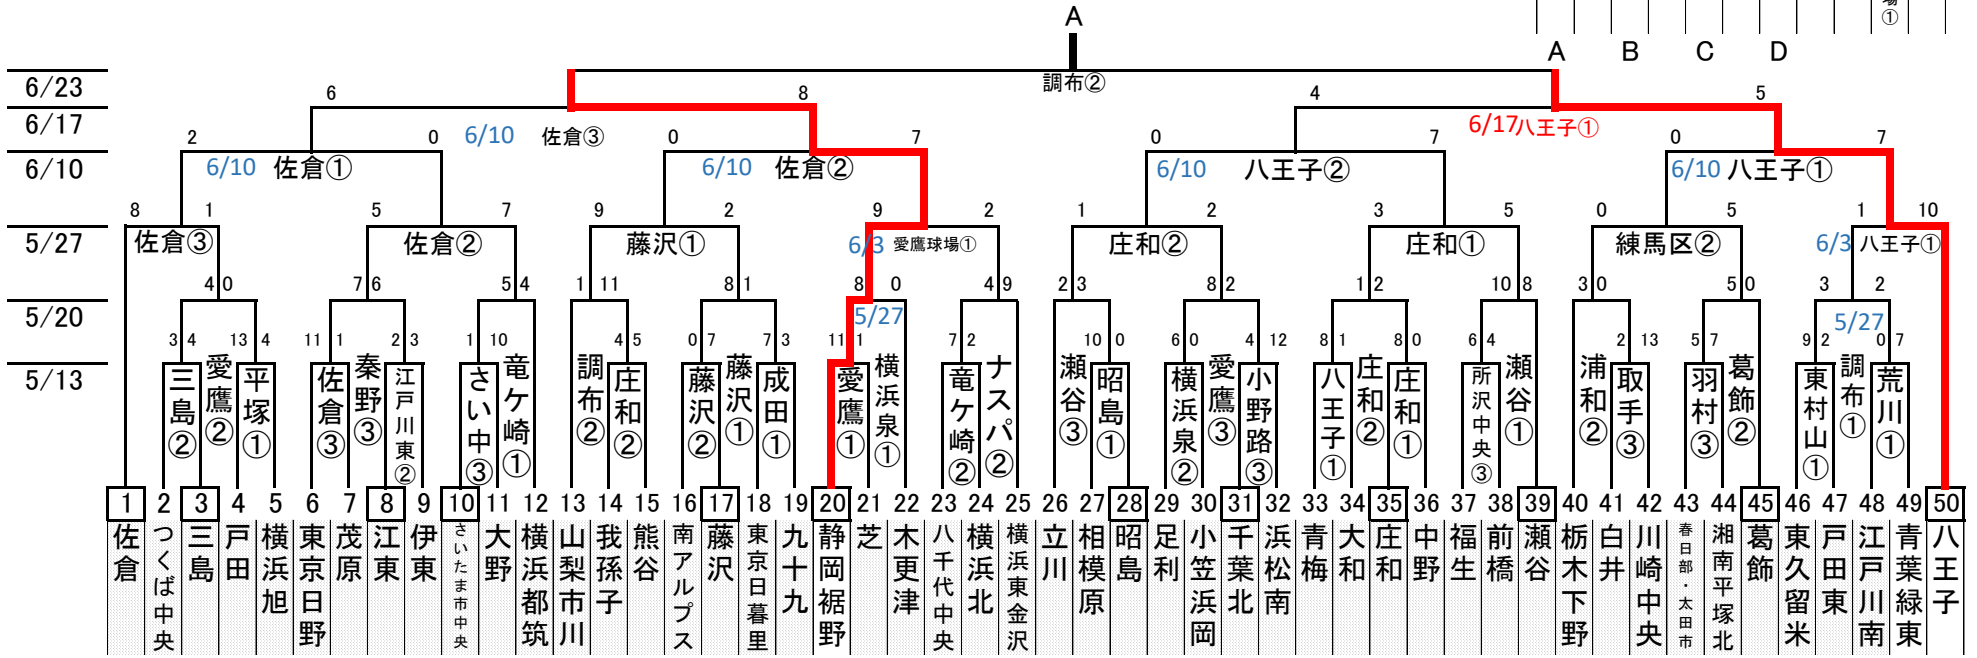 場①
A
A B C D
6/23 調布②
6 8 4 5
6/17 6/10 佐倉③ 6/17八王子①
2 0 0 7 0 7 0 7
6/10 6/10 佐倉① 6/10 佐倉② 6/10 八王子② 6/10 八王子①
8 1 5 7 9 2 9 2 1 2 3 5 0 5 1 10
5/27 佐倉③ 佐倉② 藤沢① 6/3 愛鷹球場① 庄和② 庄和① 練馬区② 6/3 八王子①
4 0 7 6 5 4 1 11 8 1 8 0 4 9 2 3 8 2 1 2 10 8 3 0 5 0 3 2
5/20 5/27 5/27
3 4 13 4 11 1 2 3 1 10 4 5 0 7 7 3 11 1 7 2 10 0 6 0 4 12 8 1 8 0 6 4 2 13 5 7 9 2 0 7
5/13
三島②
愛鷹②
平塚①
佐倉③
秦野③
江戸川東②
さい中③
竜ケ崎①
調布②
庄和②
藤沢②
藤沢①
成田①
愛鷹①
横浜泉①
竜ケ崎②
ナスパ②
瀬谷③
昭島①
横浜泉②
愛鷹③
小野路③
八王子①
庄和②
庄和①
所沢中央③
瀬谷①
浦和②
取手③
羽村③
葛飾②
東村山①
調布①
荒川①
1 2 3 4 5 6 7 8 9 10 11 12 13 14 15 16 17 18 19 20 21 22 23 24 25 26 27 28 29 30 31 32 33 34 35 36 37 38 39 40 41 42 43 44 45 46 47 48 49 50
佐倉
つくば中央
三島
戸田
横浜旭
東京日野
茂原
江東
伊東
さいたま市中央
大野
横浜都筑
山梨市川
我孫子
熊谷
南アルプス
藤沢
東京日暮里
九十九
静岡裾野
芝
木更津
八千代中央
横浜北
横浜東金沢
立川
相模原
昭島
足利
小笠浜岡
千葉北
浜松南
青梅
大和
庄和
中野
福生
前橋
瀬谷
栃木下野
白井
川崎中央
春日部・太田市
湘南平塚北
葛飾
東久留米
戸田東
江戸川南
青葉緑東
八王子